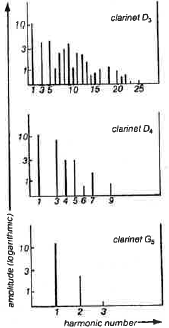 clarinet D3
10
3
1
1 3 5 10 15 20 25
clarinet D4
10
3
1
1 3 4 5 6 7 9
clarinet G5
10
3
1
1 2 3
amplitude (logarithmic)
harmonic number